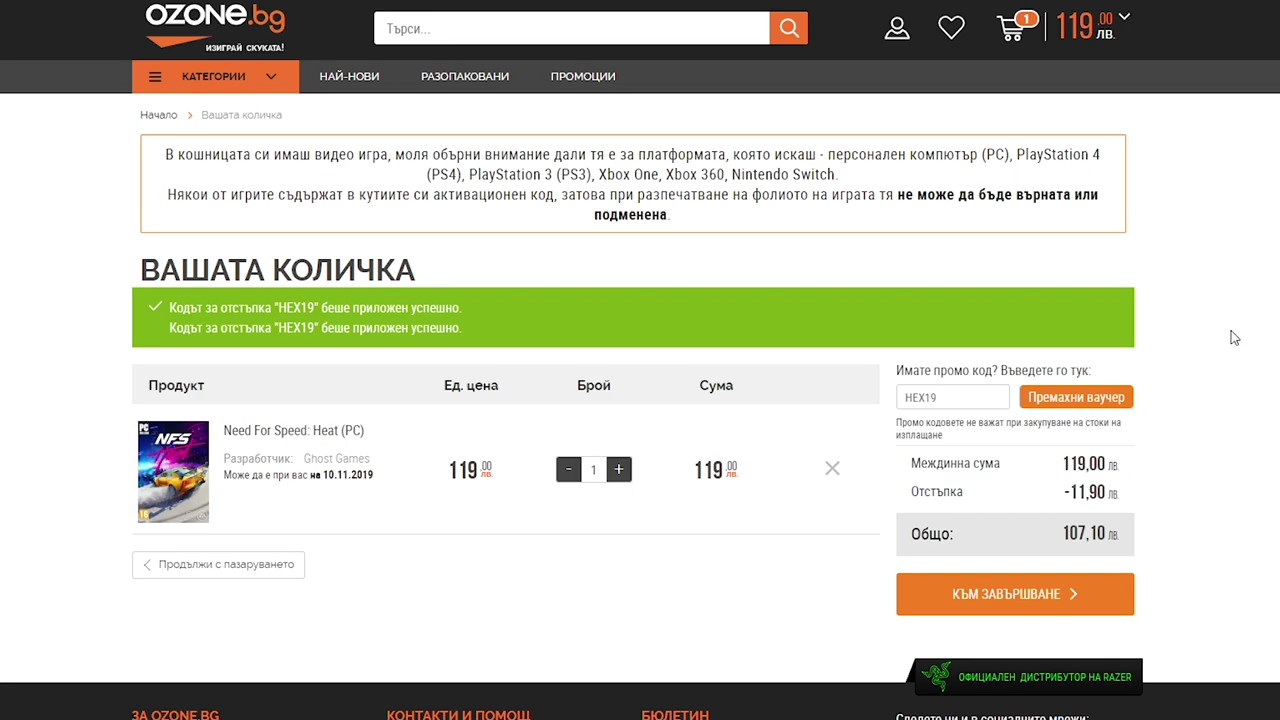 OZONE.bg
ИЗИГРАЙ СКУКАТА!
Търси...
1
119,00 лв.
КАТЕГОРИИ
НАЙ-НОВИ
РАЗОПАКОВАНИ
ПРОМОЦИИ
Начало > Вашата количка
В кошницата си имаш видео игра, моля обърни внимание дали тя е за платформата, която искаш - персонален компютър (PC), PlayStation 4
(PS4), PlayStation 3 (PS3), Xbox One, Xbox 360, Nintendo Switch.
Някои от игрите съдържат в кутиите си активационен код, затова при разпечатване на фолиото на играта тя не може да бъде върната или
подменена.
ВАШАТА КОЛИЧКА
Кодът за отстъпка "HEX19" беше приложен успешно.
Кодът за отстъпка "HEX19" беше приложен успешно.
Продукт Ед. цена Брой Сума
PC
NFS
16
Need For Speed: Heat (PC)
Разработчик: Ghost Games
Може да е при вас на 10.11.2019
119,00 лв.
- 1 +
119,00 лв.
Продължи с пазаруването
Имате промо код? Въведете го тук:
HEX19
Премахни ваучер
Промо кодовете не важат при закупуване на стоки на
изплащане
Междинна сума 119,00 лв.
Отстъпка -11,90 лв.
Общо: 107,10 лв.
КЪМ ЗАВЪРШВАНЕ
ОФИЦИАЛЕН ДИСТРИБУТОР НА RAZER
ЗА OZONE.BG
КОНТАКТИ И ПОМОЩ
БЮЛЕТИН
Следете ни и в социалните мрежи: